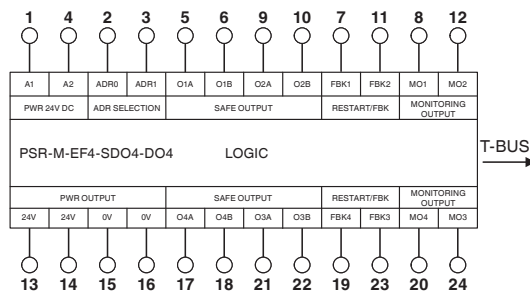 1 4 2 3 5 6 9 10 7 11 8 12
A1 A2 ADR0 ADR1 O1A O1B O2A O2B FBK1 FBK2 MO1 MO2
PWR 24V DC ADR SELECTION SAFE OUTPUT RESTART/FBK MONITORING
OUTPUT
PSR-M-EF4-SDO4-DO4 LOGIC T-BUS
PWR OUTPUT SAFE OUTPUT RESTART/FBK MONITORING
OUTPUT
24V 24V 0V 0V O4A O4B O3A O3B FBK4 FBK3 MO4 MO3
13 14 15 16 17 18 21 22 19 23 20 24